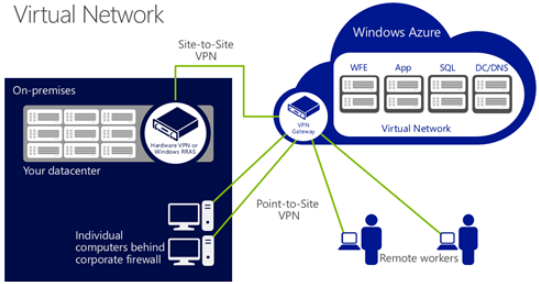 Virtual Network
Site-to-Site
VPN
Windows Azure
WFE App SQL DC/DNS
Virtual Network
On-premises
VPN
Gateway
Hardware VPN or
Windows RRAS
Your datacenter
Point-to-Site
VPN
Individual
computers behind
corporate firewall
Remote workers